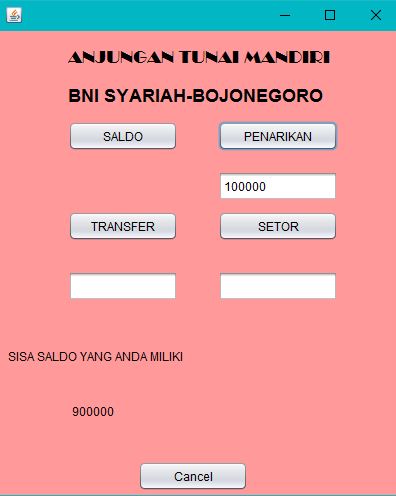 ANJUNGAN TUNAI MANDIRI
BNI SYARIAH-BOJONEGORO
SALDO PENARIKAN
100000
TRANSFER SETOR
SISA SALDO YANG ANDA MILIKI
900000
Cancel